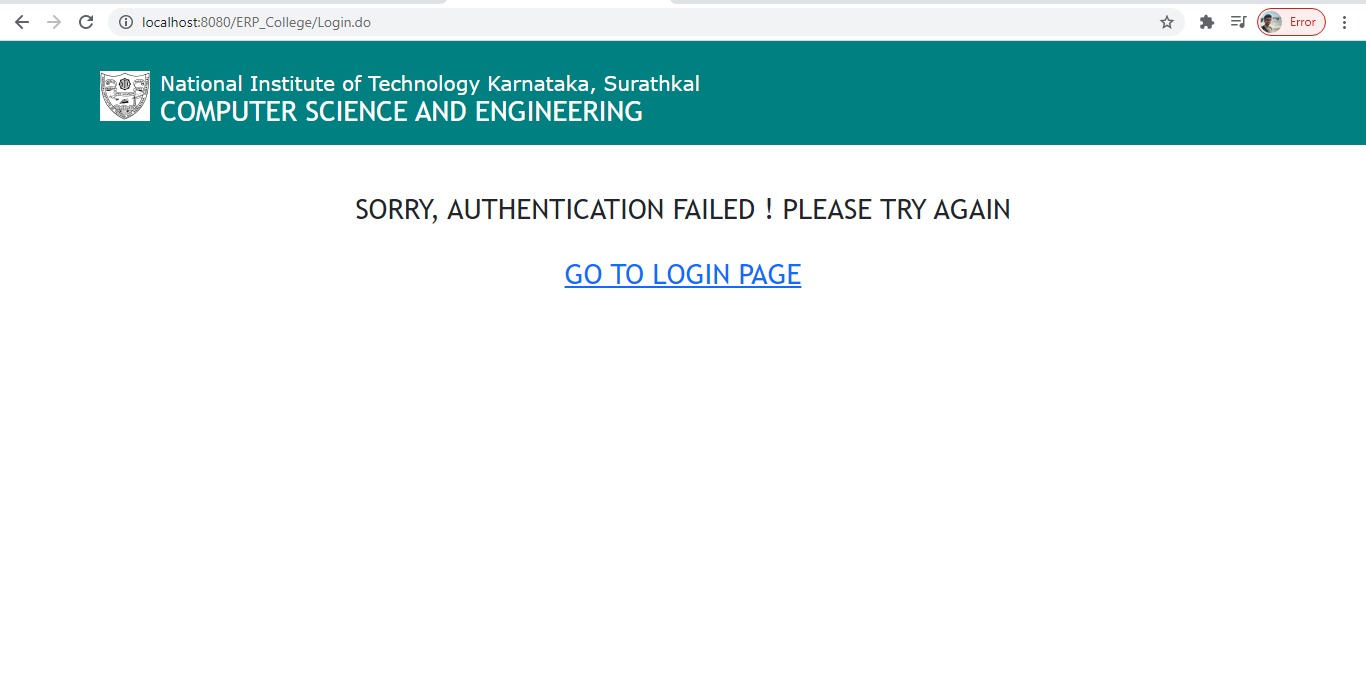 localhost:8080/ERP_College/Login.do
Error
National Institute of Technology Karnataka, Surathkal
COMPUTER SCIENCE AND ENGINEERING
SORRY, AUTHENTICATION FAILED ! PLEASE TRY AGAIN
GO TO LOGIN PAGE